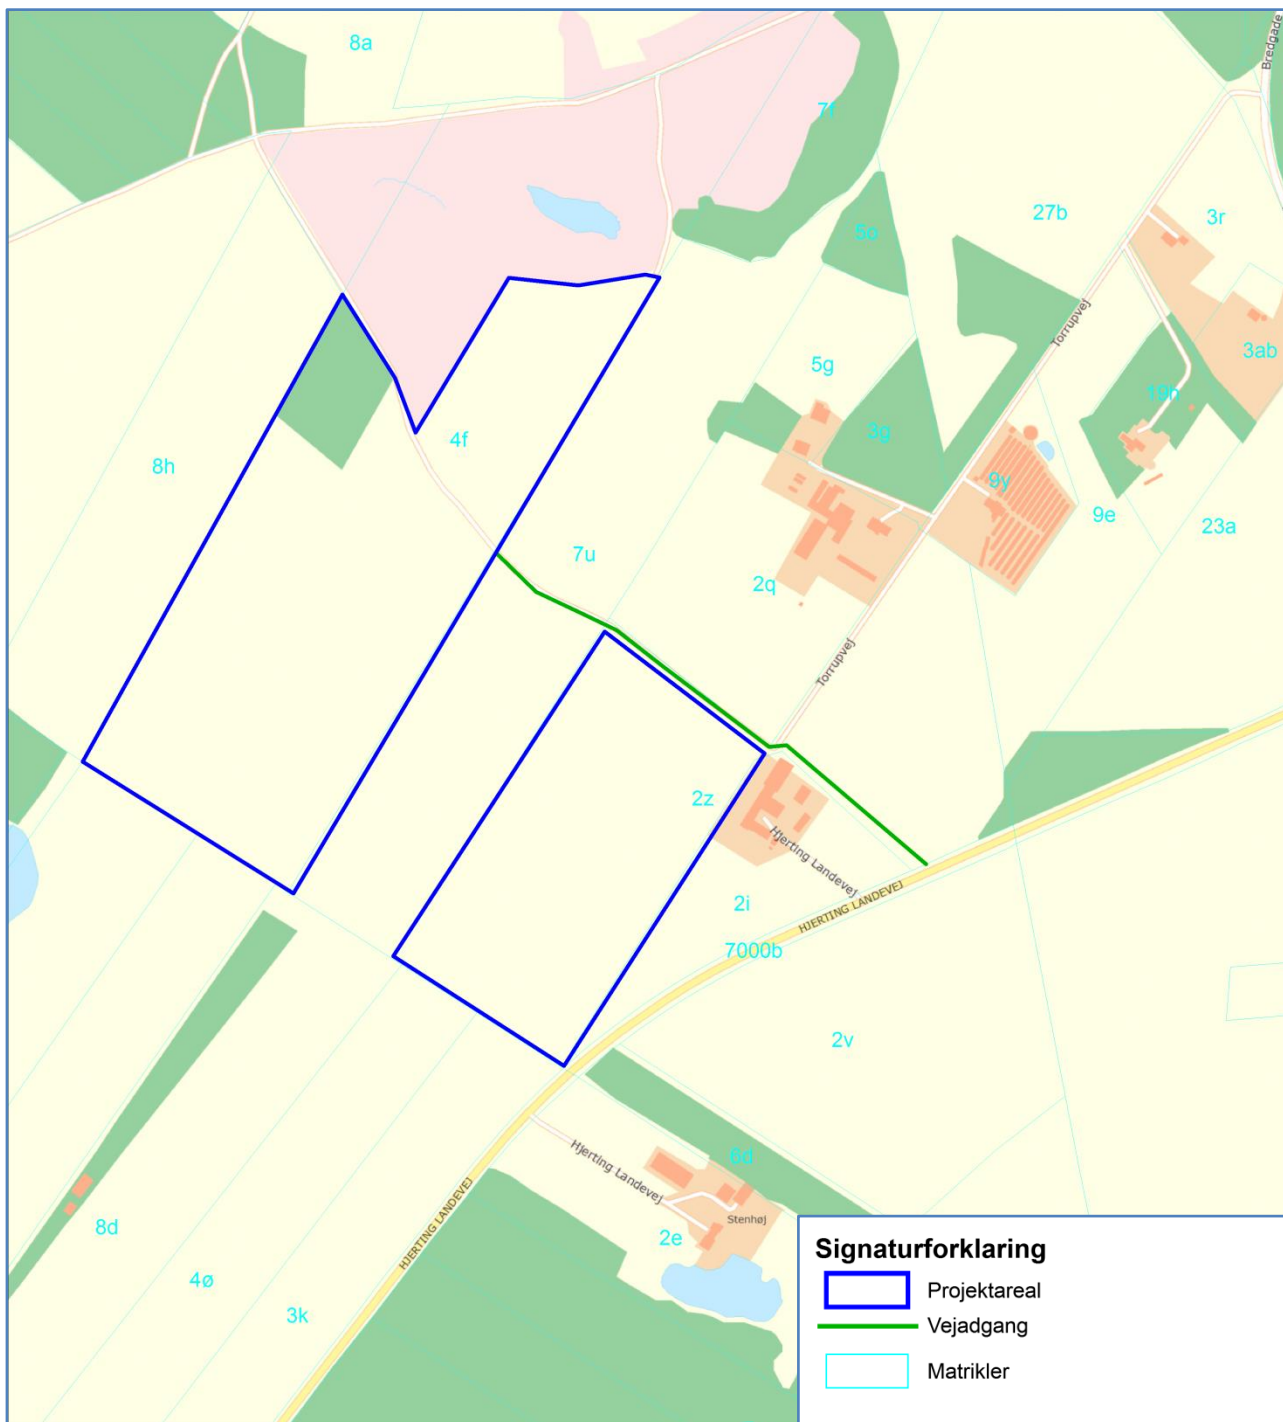 8a
Bredgade
7f
5o
27b
3r
Torrupvej
3ab
5g
19h
3g
4f
8h
9y
9e
23a
7u
2q
Torrupvej
2z
Hjerting Landevej
HJERTING LANDEVEJ
2i
7000b
2v
6d
Hjerting Landevej
Stenhøj
HJERTING LANDEVEJ
2e
8d
4ø
3k
Signaturforklaring
Projektareal
Vejadgang
Matrikler